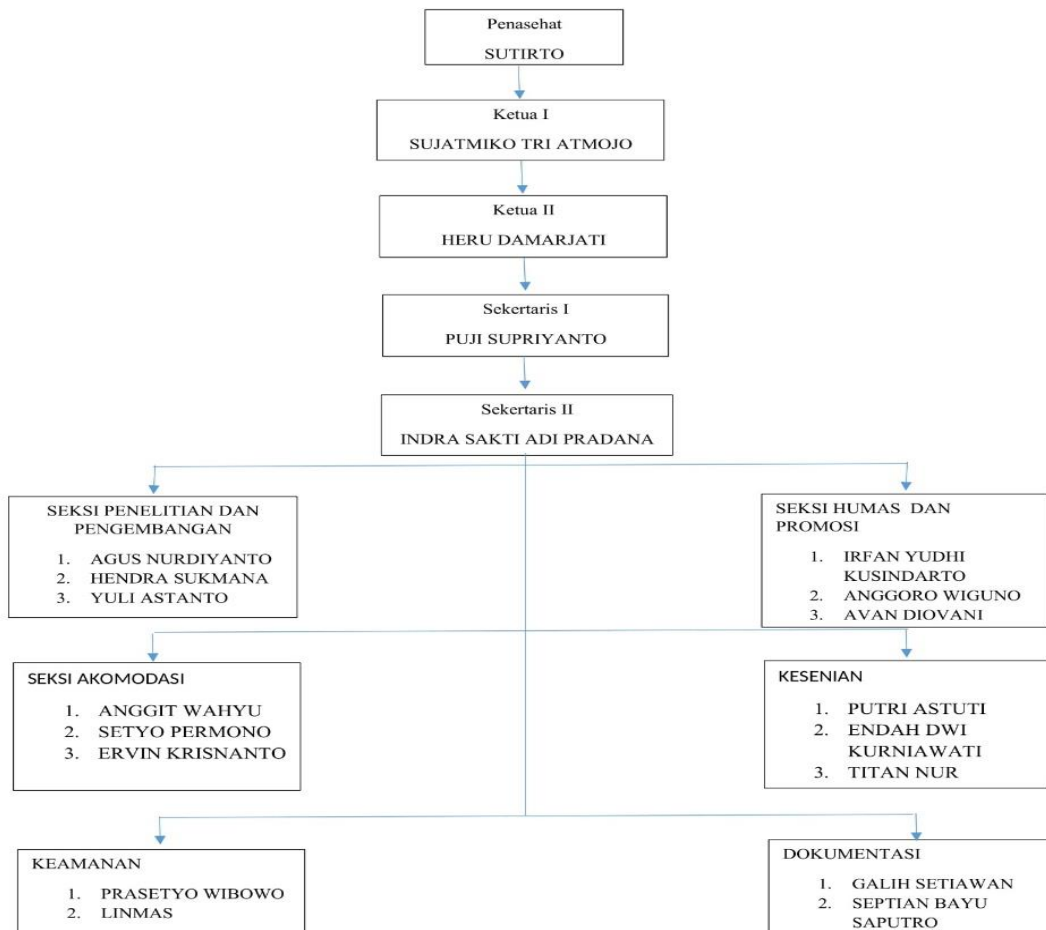 Penasehat
SUTIRTO
Ketua I
SUJATMIKO TRI ATMOJO
Ketua II
HERU DAMARJATI
Sekertaris I
PUJI SUPRIYANTO
Sekertaris II
INDRA SAKTI ADI PRADANA
SEKSI PENELITIAN DAN
PENGEMBANGAN
1. AGUS NURDIYANTO
2. HENDRA SUKMANA
3. YULI ASTANTO
SEKSI HUMAS DAN
PROMOSI
1. IRFAN YUDHI
KUSINDARTO
2. ANGGORO WIGUNO
3. AVAN DIOVANI
SEKSI AKOMODASI
1. ANGGIT WAHYU
2. SETYO PERMONO
3. ERVIN KRISNANTO
KESENIAN
1. PUTRI ASTUTI
2. ENDAH DWI
KURNIAWATI
3. TITAN NUR
KEAMANAN
1. PRASETYO WIBOWO
2. LINMAS
DOKUMENTASI
1. GALIH SETIAWAN
2. SEPTIAN BAYU
SAPUTRO